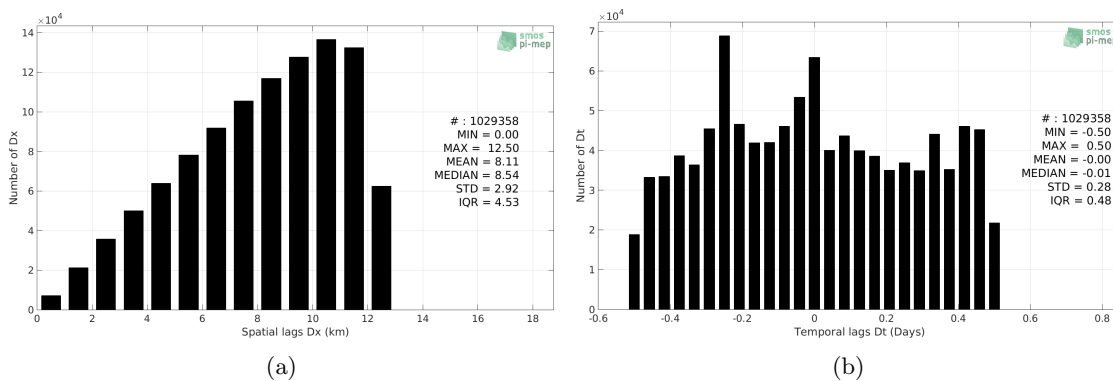 ×10⁴
14
12
10
8
6
4
2
0
Number of Dx
smos
pi-mep
# : 1029358
MIN = 0.00
MAX = 12.50
MEAN = 8.11
MEDIAN = 8.54
STD = 2.92
IQR = 4.53
0 2 4 6 8 10 12 14 16 18
Spatial lags Dx (km)
(a)
×10⁴
7
6
5
4
3
2
1
0
Number of Dt
smos
pi-mep
# : 1029358
MIN = -0.50
MAX = 0.50
MEAN = -0.00
MEDIAN = -0.01
STD = 0.28
IQR = 0.48
-0.6 -0.4 -0.2 0 0.2 0.4 0.6 0.8
Temporal lags Dt (Days)
(b)